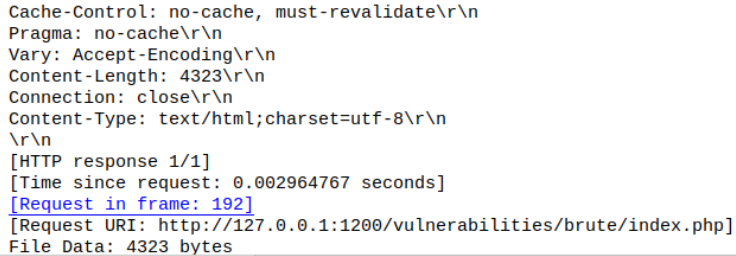 Cache-Control: no-cache, must-revalidate\r\n
Pragma: no-cache\r\n
Vary: Accept-Encoding\r\n
Content-Length: 4323\r\n
Connection: close\r\n
Content-Type: text/html;charset=utf-8\r\n
\r\n
[HTTP response 1/1]
[Time since request: 0.002964767 seconds]
[Request in frame: 192]
[Request URI: http://127.0.0.1:1200/vulnerabilities/brute/index.php]
File Data: 4323 bytes